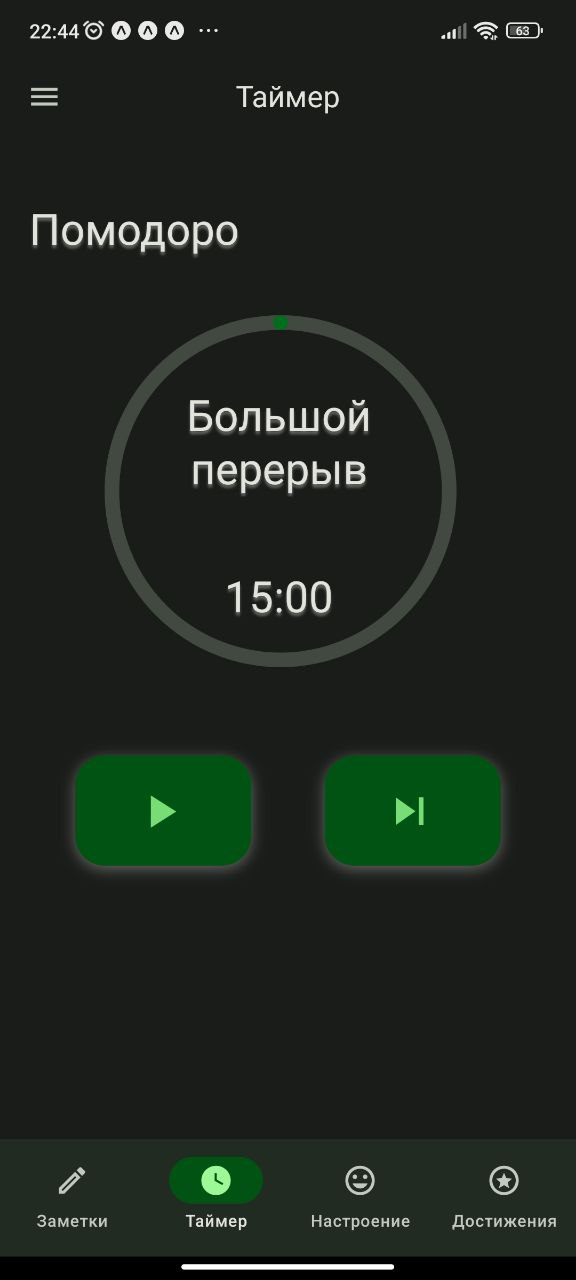 22:44
63
Таймер
Помодоро
Большой
перерыв
15:00
Заметки
Таймер
Настроение
Достижения